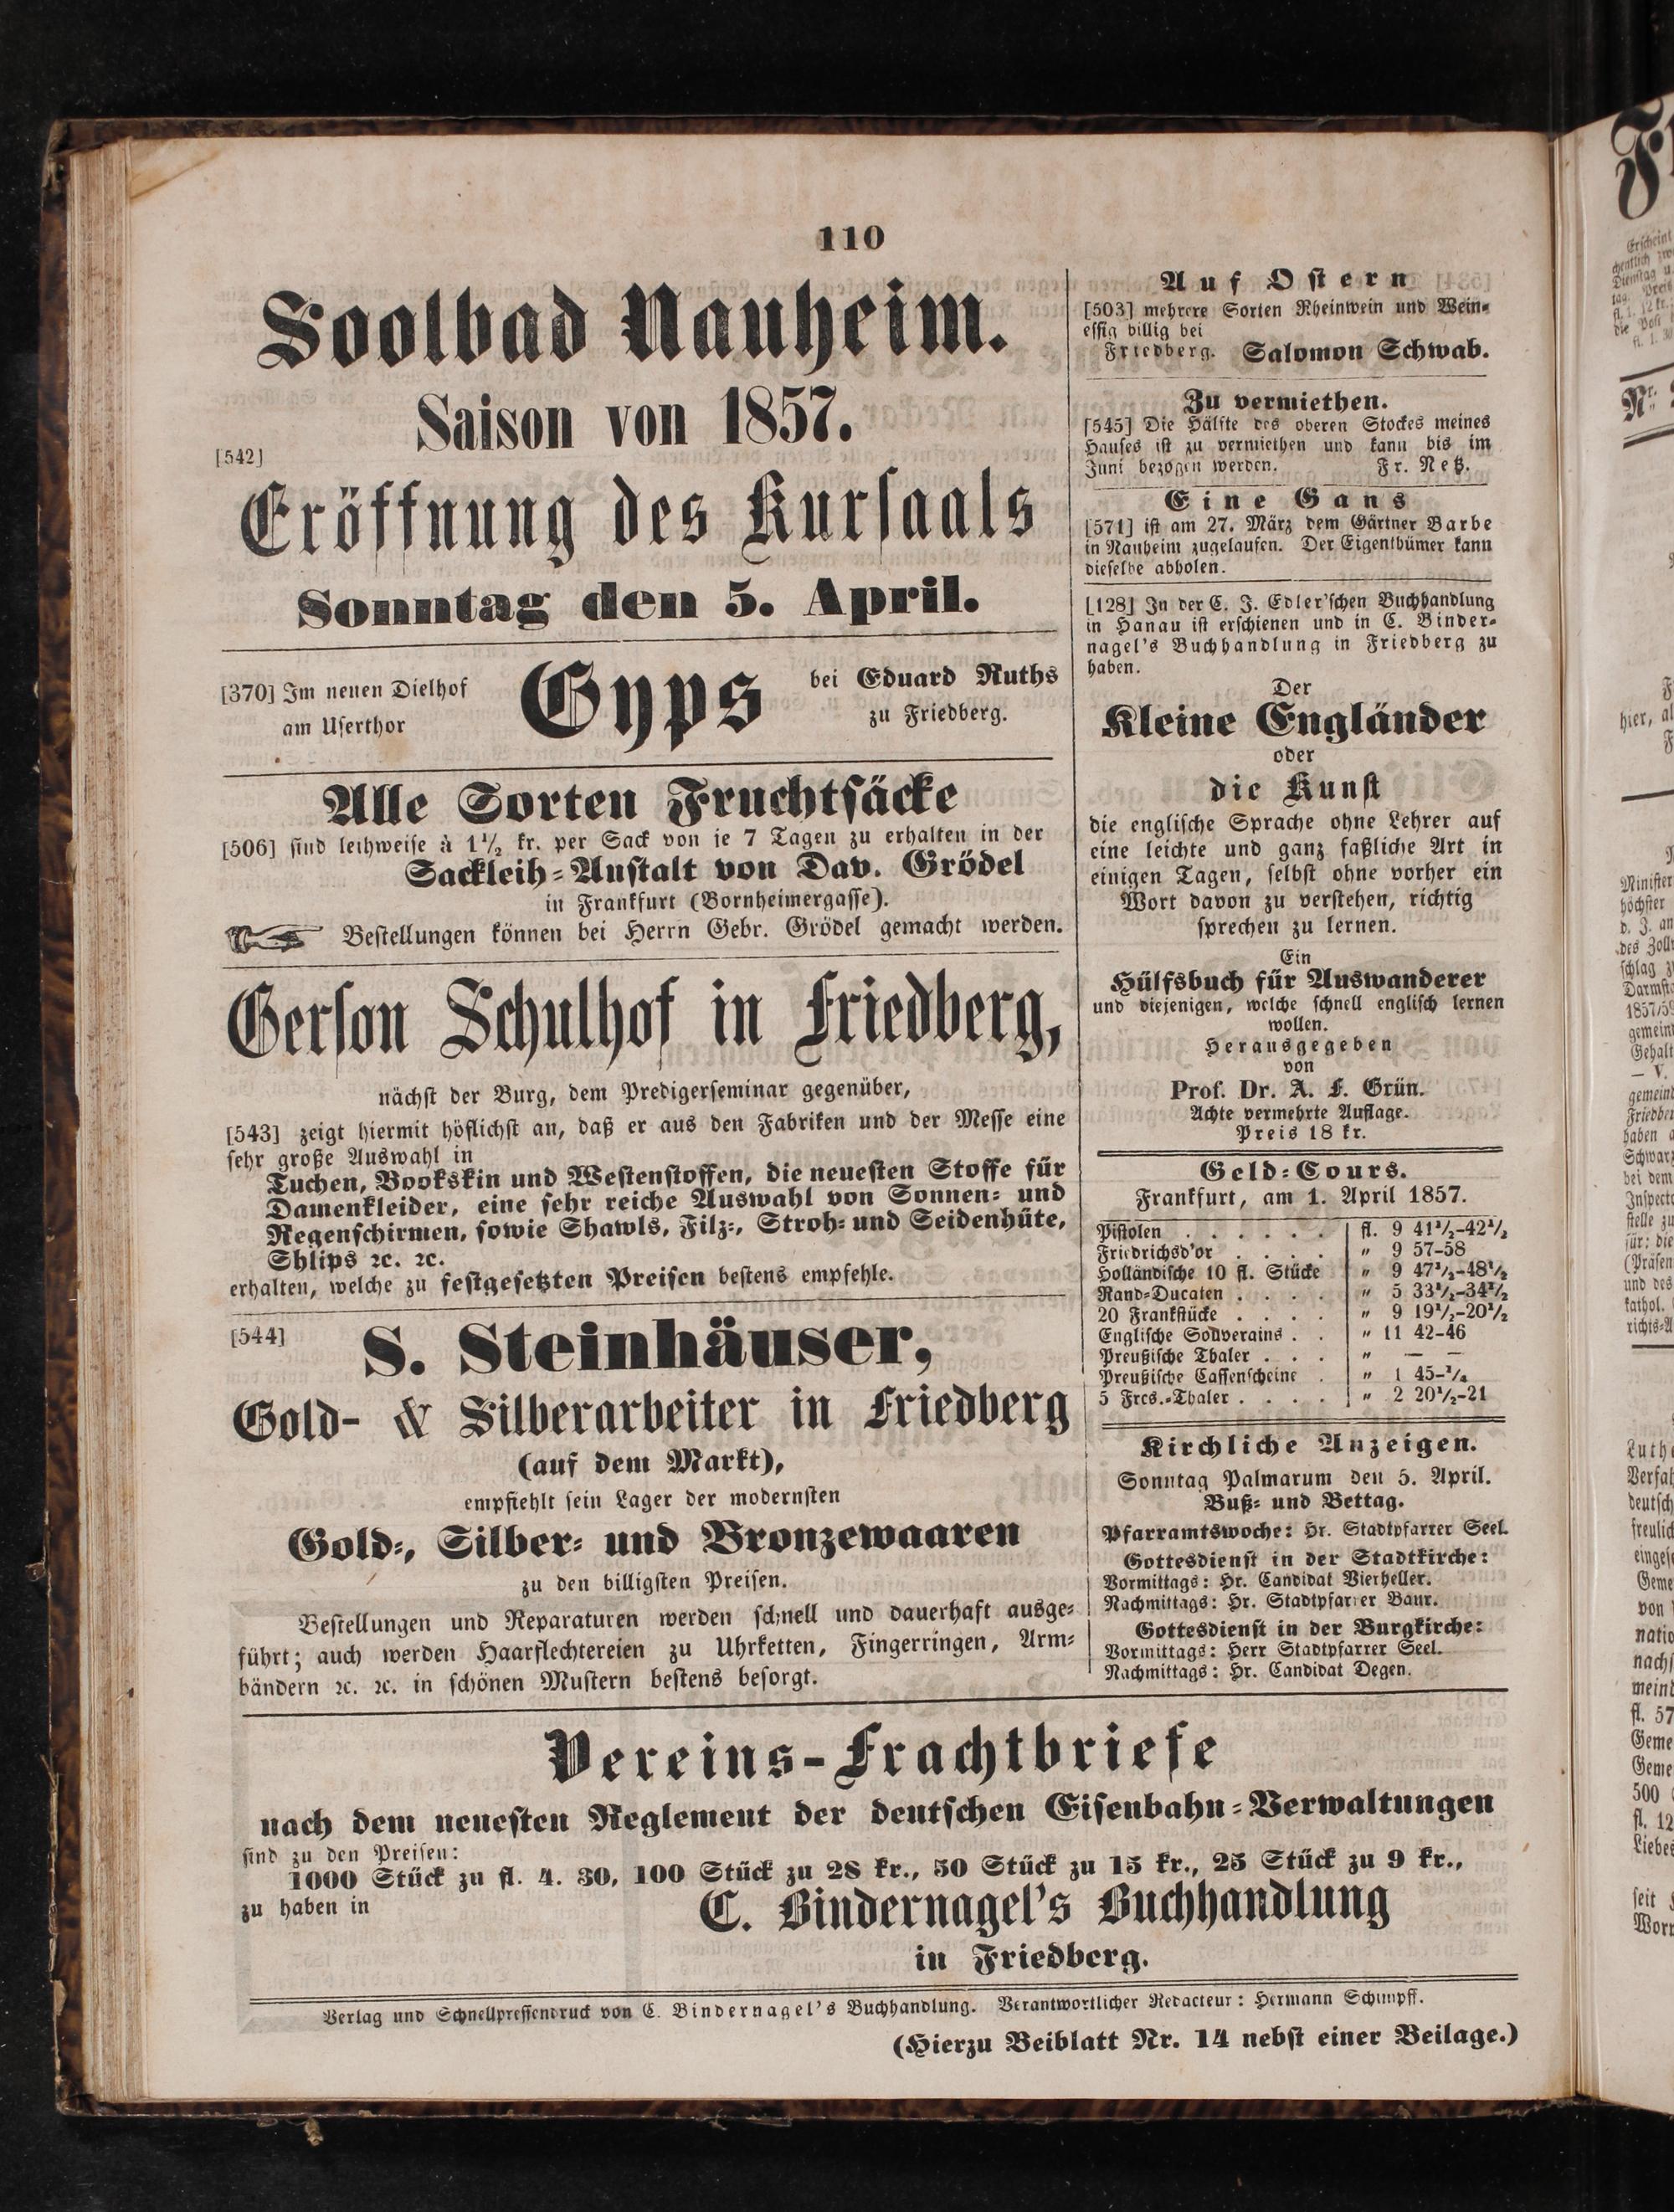 110
Soolbad Nauheim.
Saison von 1857.
[542]
Eröffnung des Kursaals
Sonntag den 5. April.
[370] Im neuen Dielhof
am Userthor
Gyps
bei Eduard Ruths
zu Friedberg.
Alle Sorten Fruchtsäcke
[506] sind leihweise à 1½ kr. per Sack von je 7 Tagen zu erhalten in der
Sackleih-Anstalt von Dav. Grödel
in Frankfurt (Bornheimergasse).
Bestellungen können bei Herrn Gebr. Grödel gemacht werden.
Gerson Schulhof in Friedberg,
nächst der Burg, dem Predigerseminar gegenüber,
[543] zeigt hiermit höflichst an, daß er aus den Fabriken und der Messe eine
sehr große Auswahl in
Tuchen, Bookskin und Westenstoffen, die neuesten Stoffe für
Damenkleider, eine sehr reiche Auswahl von Sonnen- und
Regenschirmen, sowie Shawls, Filz-, Stroh- und Seidenhüte,
Shlips ꝛc. ꝛc.
erhalten, welche zu festgesetzten Preisen bestens empfehle.
[544]
S. Steinhäuser,
Gold- & Silberarbeiter in Friedberg
(auf dem Markt),
empfiehlt sein Lager der modernsten
Gold-, Silber- und Bronzewaaren
zu den billigsten Preisen.
Bestellungen und Reparaturen werden schnell und dauerhaft ausge-
führt; auch werden Haarflechtereien zu Uhrketten, Fingerringen, Arm-
bändern ꝛc. ꝛc. in schönen Mustern bestens besorgt.
Auf Ostern
[503] mehrere Sorten Rheinwein und Wein-
essig billig bei
Friedberg. Salomon Schwab.
Zu vermiethen.
[545] Die Hälfte des oberen Stockes meines
Hauses ist zu vermiethen und kann bis im
Juni bezogen werden. Fr. Netz.
Eine Gans
[571] ist am 27. März dem Gärtner Barbe
in Nauheim zugelaufen. Der Eigenthümer kann
dieselbe abholen.
[128] In der C. J. Edler'schen Buchhandlung
in Hanau ist erschienen und in C. Binder-
nagel's Buchhandlung in Friedberg zu
haben.
Der
Kleine Engländer
oder
die Kunst
die englische Sprache ohne Lehrer auf
eine leichte und ganz faßliche Art in
einigen Tagen, selbst ohne vorher ein
Wort davon zu verstehen, richtig
sprechen zu lernen.
Ein
Hülfsbuch für Auswanderer
und diejenigen, welche schnell englisch lernen
wollen.
Herausgegeben
von
Prof. Dr. A. F. Grün.
Achte vermehrte Auflage.
Preis 18 kr.
Geld-Cours.
Frankfurt, am 1. April 1857.
Pistolen . . . . . . fl. 9 41½-42½
Friedrichsd'or . . . . " 9 57-58
Holländische 10 fl. Stücke " 9 47½-48½
Rand-Ducaten . . . . " 5 33½-34½
20 Frankstücke . . . . " 9 19½-20½
Englische Souverains . . " 11 42-46
Preußische Thaler . . . " — —
Preußische Cassenscheine . " 1 45-¼
5 Frcs.-Thaler . . . . " 2 20½-21
Kirchliche Anzeigen.
Sonntag Palmarum den 5. April.
Buß- und Bettag.
Pfarramtswoche: Hr. Stadtpfarrer Seel.
Gottesdienst in der Stadtkirche:
Vormittags: Hr. Candidat Vierheller.
Nachmittags: Hr. Stadtpfarrer Baur.
Gottesdienst in der Burgkirche:
Vormittags: Herr Stadtpfarrer Seel.
Nachmittags: Hr. Candidat Degen.
Vereins-Frachtbriefe
nach dem neuesten Reglement der deutschen Eisenbahn-Verwaltungen
sind zu den Preisen:
1000 Stück zu fl. 4. 30, 100 Stück zu 28 kr., 50 Stück zu 15 kr., 25 Stück zu 9 kr.,
zu haben in
C. Bindernagel's Buchhandlung
in Friedberg.
Verlag und Schnellpressendruck von C. Bindernagel's Buchhandlung. Verantwortlicher Redacteur: Hermann Schimpff.
(Hierzu Beiblatt Nr. 14 nebst einer Beilage.)